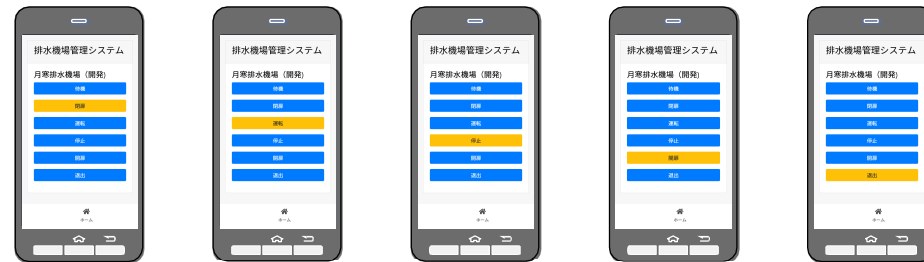 排水機場管理システム
月寒排水機場（開発)
待機
閉扉
運転
停止
開扉
退出
ホーム
排水機場管理システム
月寒排水機場（開発)
待機
閉扉
運転
停止
開扉
退出
ホーム
排水機場管理システム
月寒排水機場（開発)
待機
閉扉
運転
停止
開扉
退出
ホーム
排水機場管理システム
月寒排水機場（開発)
待機
閉扉
運転
停止
開扉
退出
ホーム
排水機場管理システム
月寒排水機場（開発)
待機
閉扉
運転
停止
開扉
退出
ホーム